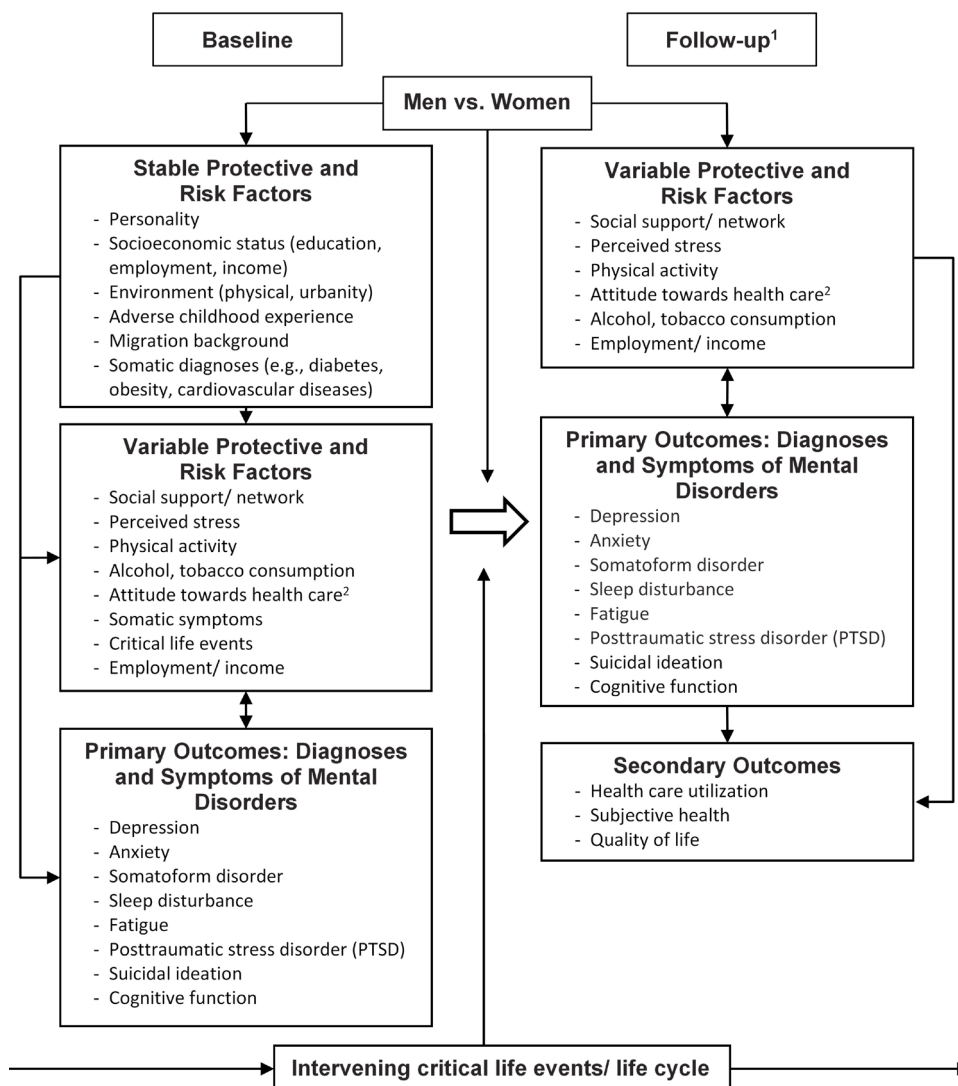 Baseline
Follow-up¹
Men vs. Women
Stable Protective and
Risk Factors
- Personality
- Socioeconomic status (education,
employment, income)
- Environment (physical, urbanity)
- Adverse childhood experience
- Migration background
- Somatic diagnoses (e.g., diabetes,
obesity, cardiovascular diseases)
Variable Protective and
Risk Factors
- Social support/ network
- Perceived stress
- Physical activity
- Alcohol, tobacco consumption
- Attitude towards health care²
- Somatic symptoms
- Critical life events
- Employment/ income
Primary Outcomes: Diagnoses
and Symptoms of Mental
Disorders
- Depression
- Anxiety
- Somatoform disorder
- Sleep disturbance
- Fatigue
- Posttraumatic stress disorder (PTSD)
- Suicidal ideation
- Cognitive function
Variable Protective and
Risk Factors
- Social support/ network
- Perceived stress
- Physical activity
- Attitude towards health care²
- Alcohol, tobacco consumption
- Employment/ income
Primary Outcomes: Diagnoses
and Symptoms of Mental
Disorders
- Depression
- Anxiety
- Somatoform disorder
- Sleep disturbance
- Fatigue
- Posttraumatic stress disorder (PTSD)
- Suicidal ideation
- Cognitive function
Secondary Outcomes
- Health care utilization
- Subjective health
- Quality of life
Intervening critical life events/ life cycle